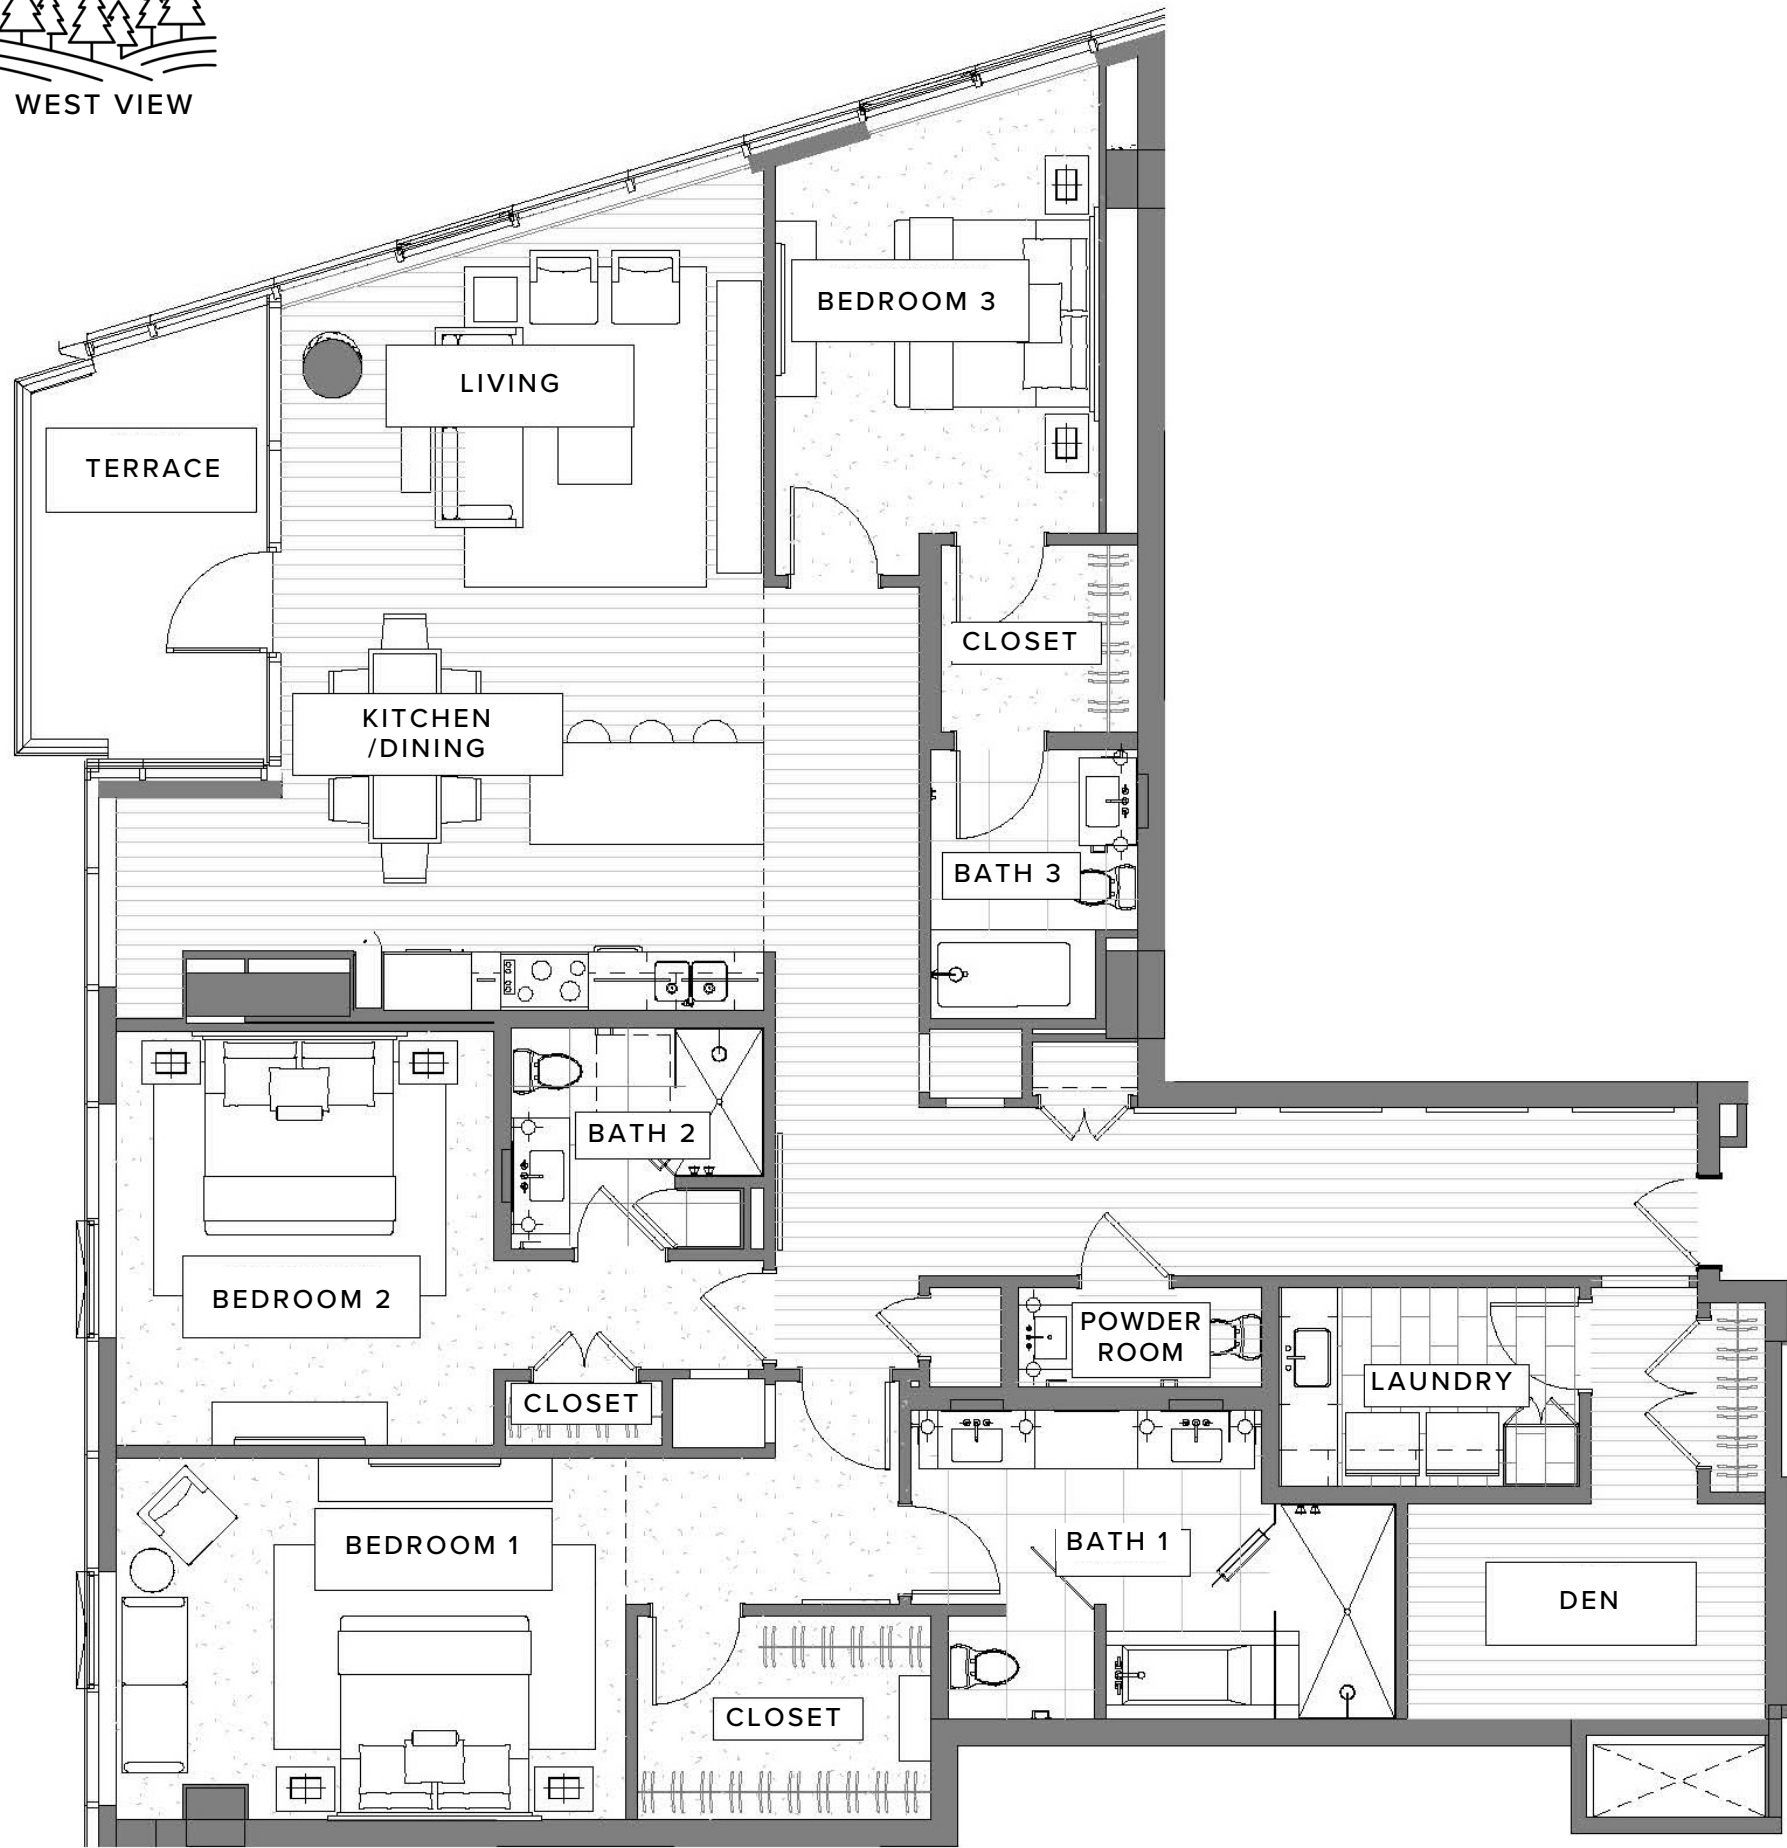 WEST VIEW
BEDROOM 3
LIVING
TERRACE
CLOSET
KITCHEN
/DINING
BATH 3
BATH 2
BEDROOM 2
POWDER
ROOM
LAUNDRY
CLOSET
BEDROOM 1
BATH 1
DEN
CLOSET